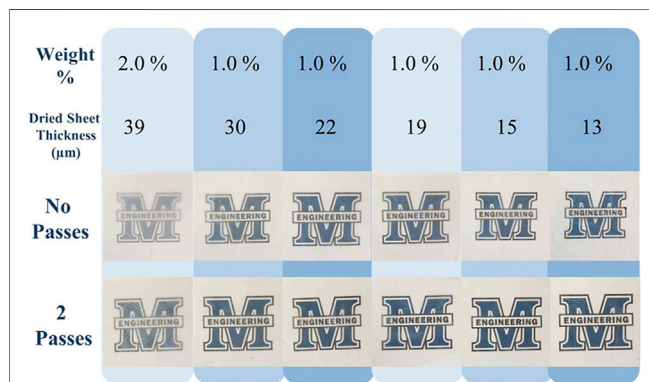 Weight
%
2.0 % 1.0 % 1.0 % 1.0 % 1.0 % 1.0 %
Dried Sheet
Thickness
(µm)
39 30 22 19 15 13
No
Passes
M M M M M M
ENGINEERING ENGINEERING ENGINEERING ENGINEERING ENGINEERING ENGINEERING
2
Passes
M M M M M M
ENGINEERING ENGINEERING ENGINEERING ENGINEERING ENGINEERING ENGINEERING